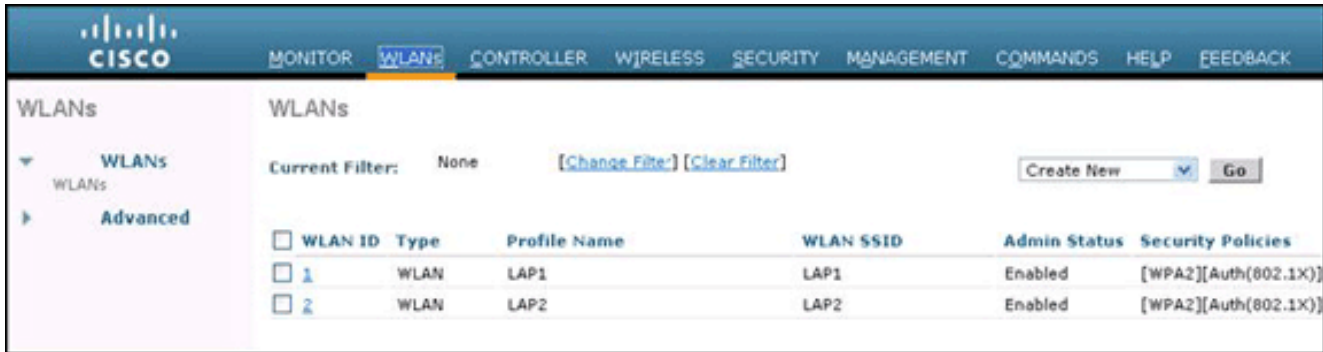 CISCO
MONITOR WLANs CONTROLLER WIRELESS SECURITY MANAGEMENT COMMANDS HELP FEEDBACK
WLANs
WLANs
WLANs
Advanced
WLANs
Current Filter: None [Change Filter] [Clear Filter]
Create New Go
WLAN ID Type Profile Name WLAN SSID Admin Status Security Policies
1 WLAN LAP1 LAP1 Enabled [WPA2][Auth(802.1X)]
2 WLAN LAP2 LAP2 Enabled [WPA2][Auth(802.1X)]